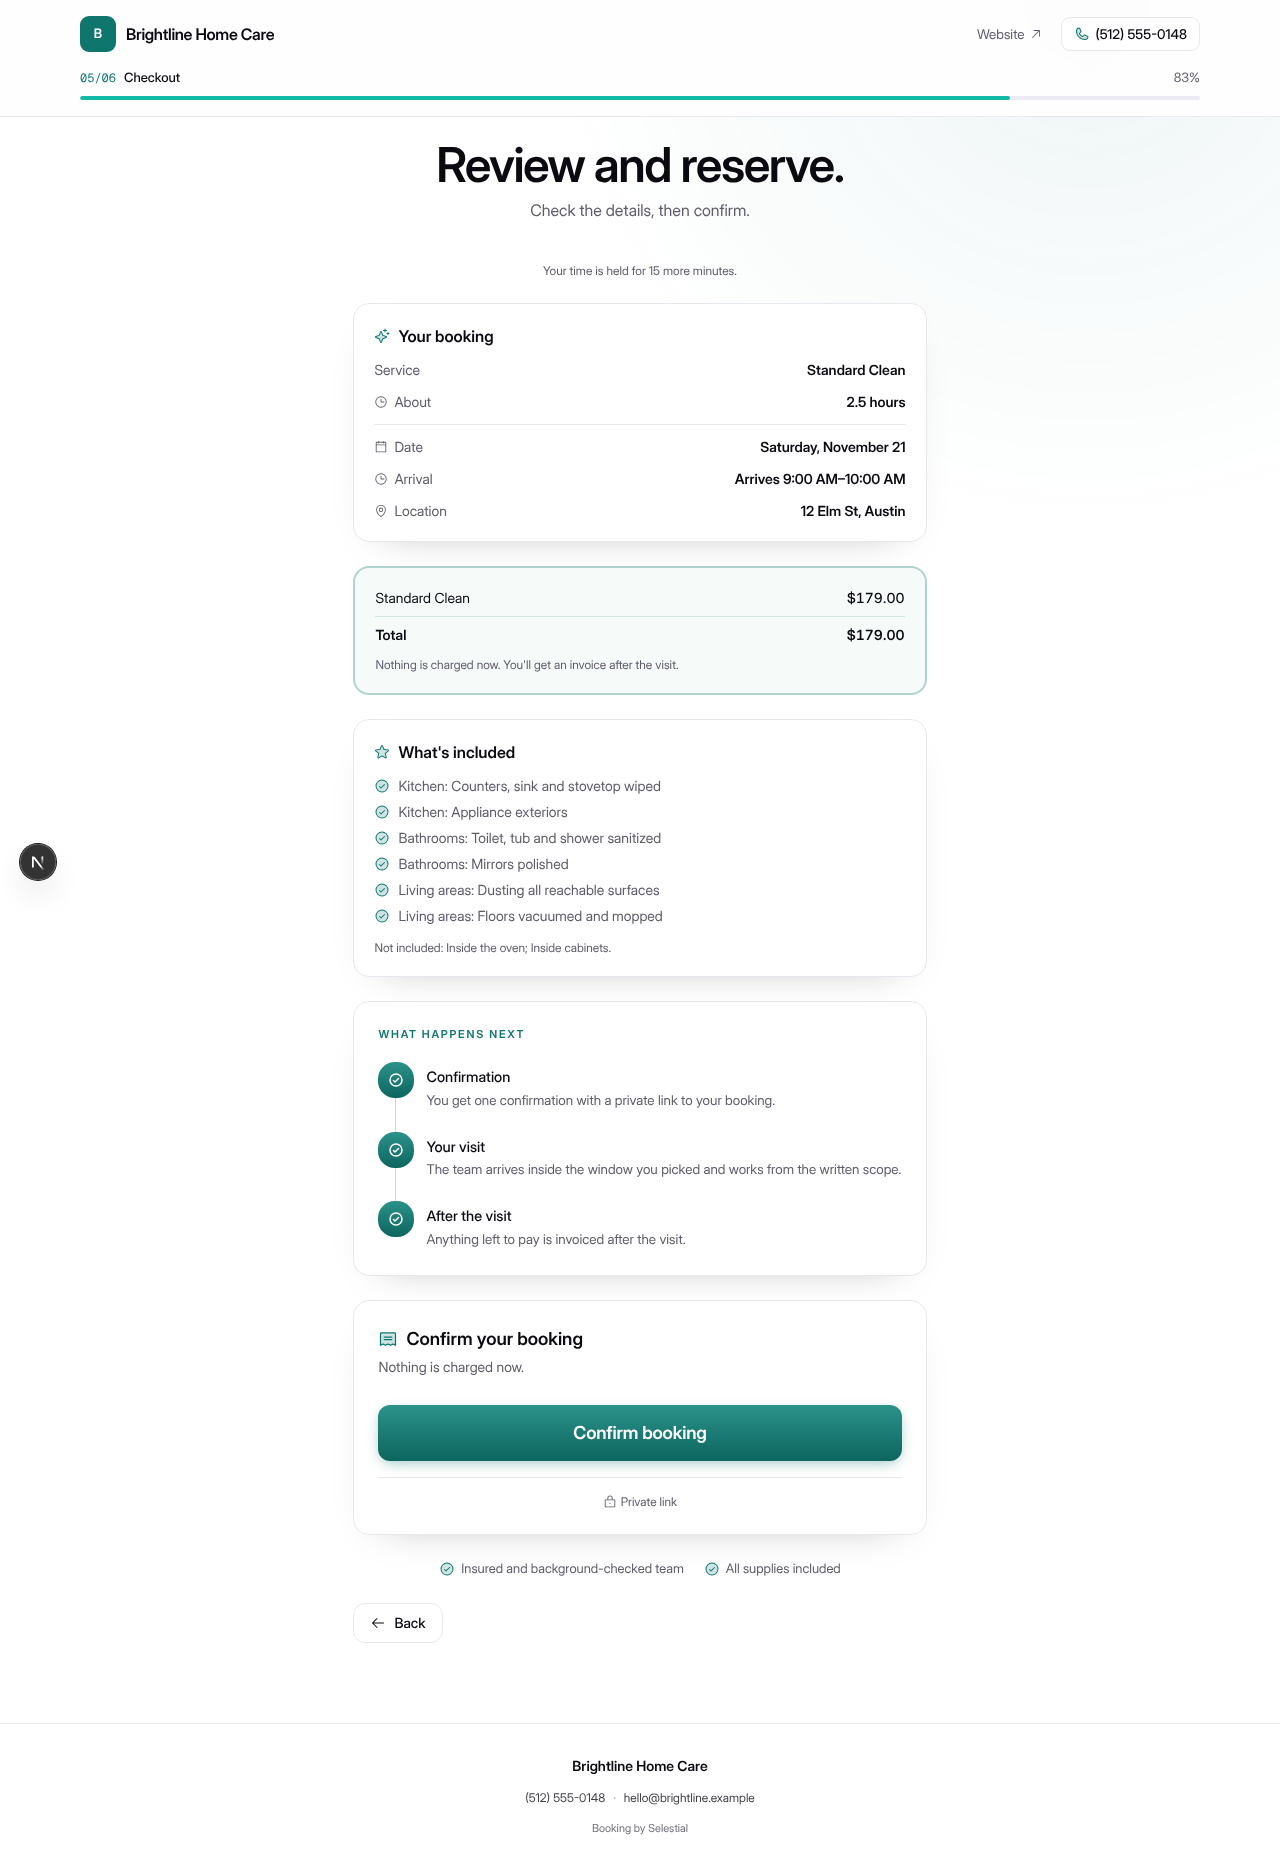 B Brightline Home Care
Website (512) 555-0148
05/06 Checkout 83%
Review and reserve.
Check the details, then confirm.
Your time is held for 15 more minutes.
Your booking
Service Standard Clean
About 2.5 hours
Date Saturday, November 21
Arrival Arrives 9:00 AM–10:00 AM
Location 12 Elm St, Austin
Standard Clean $179.00
Total $179.00
Nothing is charged now. You'll get an invoice after the visit.
What's included
Kitchen: Counters, sink and stovetop wiped
Kitchen: Appliance exteriors
Bathrooms: Toilet, tub and shower sanitized
Bathrooms: Mirrors polished
Living areas: Dusting all reachable surfaces
N
Living areas: Floors vacuumed and mopped
Not included: Inside the oven; Inside cabinets.
WHAT HAPPENS NEXT
Confirmation
You get one confirmation with a private link to your booking.
Your visit
The team arrives inside the window you picked and works from the written scope.
After the visit
Anything left to pay is invoiced after the visit.
Confirm your booking
Nothing is charged now.
Confirm booking
Private link
Insured and background-checked team All supplies included
Back
Brightline Home Care
(512) 555-0148 · hello@brightline.example
Booking by Selestial